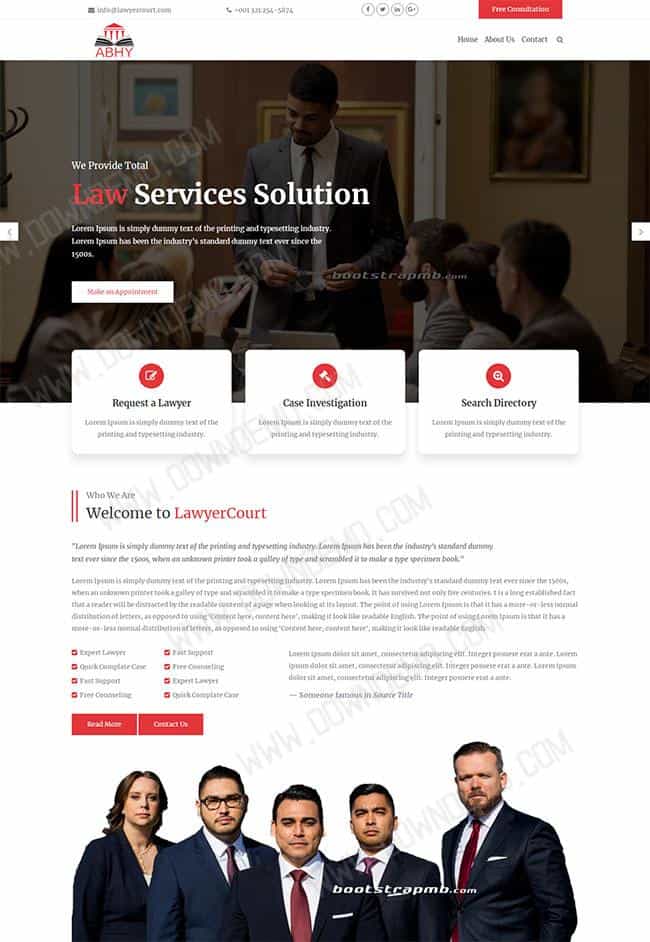 info@lawyercourt.com
+001 321 254-5874
Free Consultation
ABHY
Home About Us Contact
We Provide Total
Law Services Solution
Lorem Ipsum is simply dummy text of the printing and typesetting industry.
Lorem Ipsum has been the industry's standard dummy text ever since the
1500s.
bootstrapmb.com
Make an Appointment
Request a Lawyer
Lorem Ipsum is simply dummy text of the
printing and typesetting industry.
Case Investigation
Lorem Ipsum is simply dummy text of the
printing and typesetting industry.
Search Directory
Lorem Ipsum is simply dummy text of the
printing and typesetting industry.
WWW.DOWNDEMO.COM
Who We Are
Welcome to LawyerCourt
"Lorem Ipsum is simply dummy text of the printing and typesetting industry. Lorem Ipsum has been the industry's standard dummy
text ever since the 1500s, when an unknown printer took a galley of type and scrambled it to make a type specimen book."
Lorem Ipsum is simply dummy text of the printing and typesetting industry. Lorem Ipsum has been the industry's standard dummy text ever since the 1500s,
when an unknown printer took a galley of type and scrambled it to make a type specimen book. It has survived not only five centuries. t is a long established fact
that a reader will be distracted by the readable content of a page when looking at its layout. The point of using Lorem Ipsum is that it has a more-or-less normal
distribution of letters, as opposed to using 'Content here, content here', making it look like readable English. The point of using Lorem Ipsum is that it has a
more-or-less normal distribution of letters, as opposed to using 'Content here, content here', making it look like readable English.
Expert Lawyer
Quick Complate Case
Fast Support
Free Counseling
Fast Support
Free Counseling
Expert Lawyer
Quick Complate Case
Lorem ipsum dolor sit amet, consectetur adipiscing elit. Integer posuere erat a ante. Lorem
ipsum dolor sit amet, consectetur adipiscing elit. Integer posuere erat a ante. Lorem ipsum
dolor sit amet, consectetur adipiscing elit. Integer posuere erat a ante.
— Someone famous in Source Title
Read More
Contact Us
WWW.DOWNDEMO.COM
WWW.DOWNDEMO.COM
WWW.DOWNDEMO.COM
bootstrapmb.com